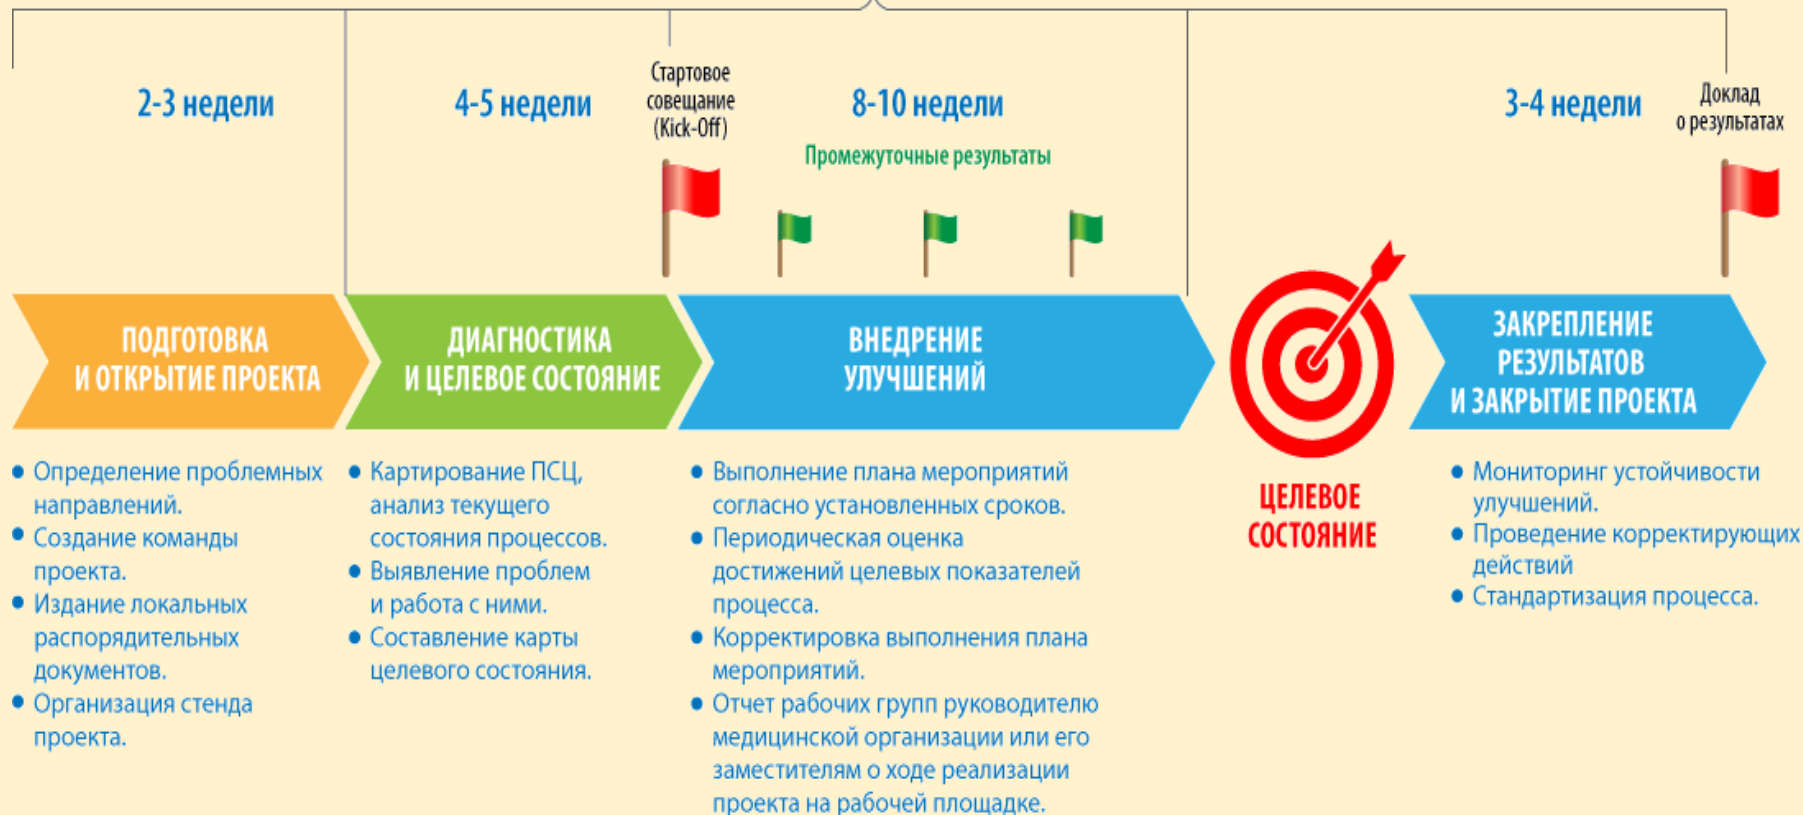 2-3 недели
4-5 недели
Стартовое
совещание
(Kick-Off)
8-10 недели
Промежуточные результаты
3-4 недели
Доклад
о результатах
ПОДГОТОВКА
И ОТКРЫТИЕ ПРОЕКТА
ДИАГНОСТИКА
И ЦЕЛЕВОЕ СОСТОЯНИЕ
ВНЕДРЕНИЕ
УЛУЧШЕНИЙ
ЗАКРЕПЛЕНИЕ
РЕЗУЛЬТАТОВ
И ЗАКРЫТИЕ ПРОЕКТА
• Определение проблемных
направлений.
• Создание команды
проекта.
• Издание локальных
распорядительных
документов.
• Организация стенда
проекта.
• Картирование ПСЦ,
анализ текущего
состояния процессов.
• Выявление проблем
и работа с ними.
• Составление карты
целевого состояния.
• Выполнение плана мероприятий
согласно установленных сроков.
• Периодическая оценка
достижений целевых показателей
процесса.
• Корректировка выполнения плана
мероприятий.
• Отчет рабочих групп руководителю
медицинской организации или его
заместителям о ходе реализации
проекта на рабочей площадке.
ЦЕЛЕВОЕ
СОСТОЯНИЕ
• Мониторинг устойчивости
улучшений.
• Проведение корректирующих
действий
• Стандартизация процесса.